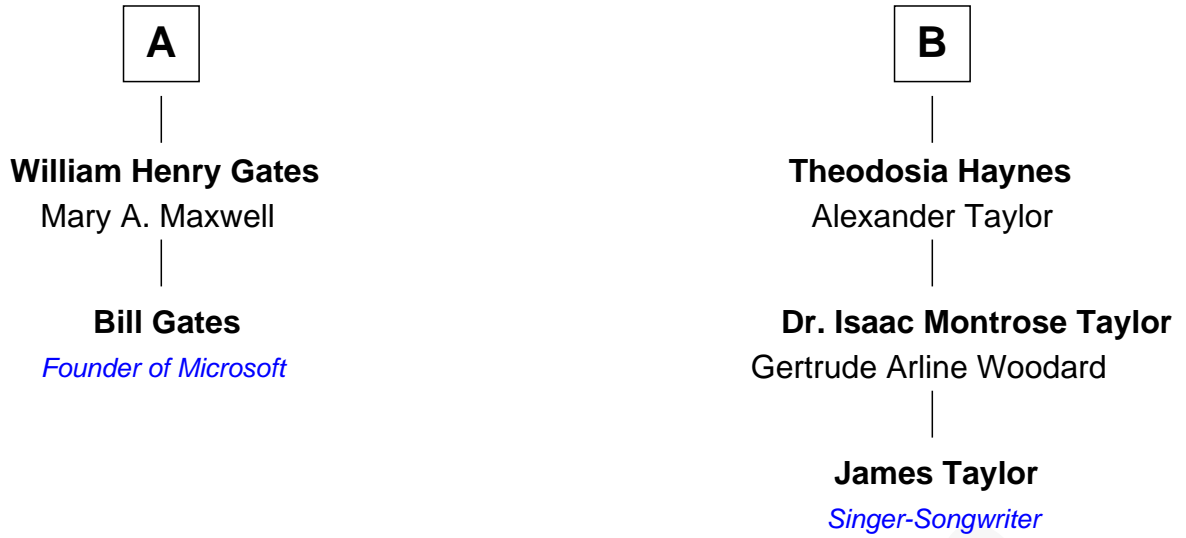 A
William Henry Gates
Mary A. Maxwell
Bill Gates
Founder of Microsoft
B
Theodosia Haynes
Alexander Taylor
Dr. Isaac Montrose Taylor
Gertrude Arline Woodard
James Taylor
Singer-Songwriter